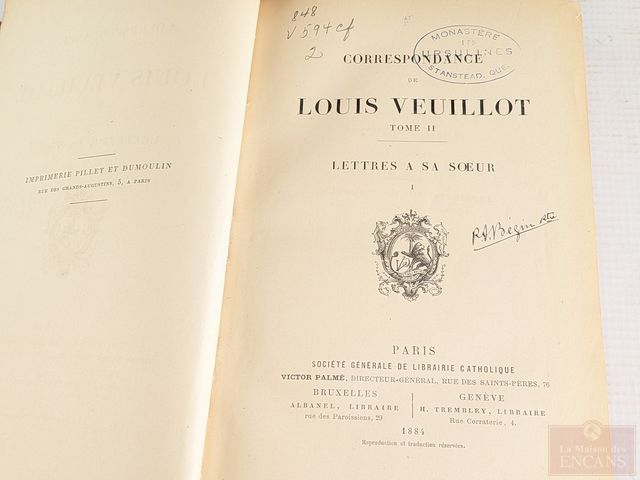 IMPRIMERIE PILLET ET DUMOULIN
RUE DES GRANDS-AUGUSTINS, 5, A PARIS
848
V594cf
2
MONASTÈRE
DES
URSULINES
STANSTEAD, QUE.
CORRESPONDANCE
DE
LOUIS VEUILLOT
TOME II
LETTRES A SA SŒUR
I
R.A. Bégin ptre
PARIS
SOCIÉTÉ GÉNÉRALE DE LIBRAIRIE CATHOLIQUE
VICTOR PALMÉ, DIRECTEUR-GÉNÉRAL, RUE DES SAINTS-PÈRES, 76
BRUXELLES
ALBANEL, LIBRAIRE
rue des Paroissiens, 29
GENÈVE
H. TREMBLEY, LIBRAIRE
Rue Corraterie, 4.
1884
Reproduction et traduction réservées.
La Maison des
ENCANS